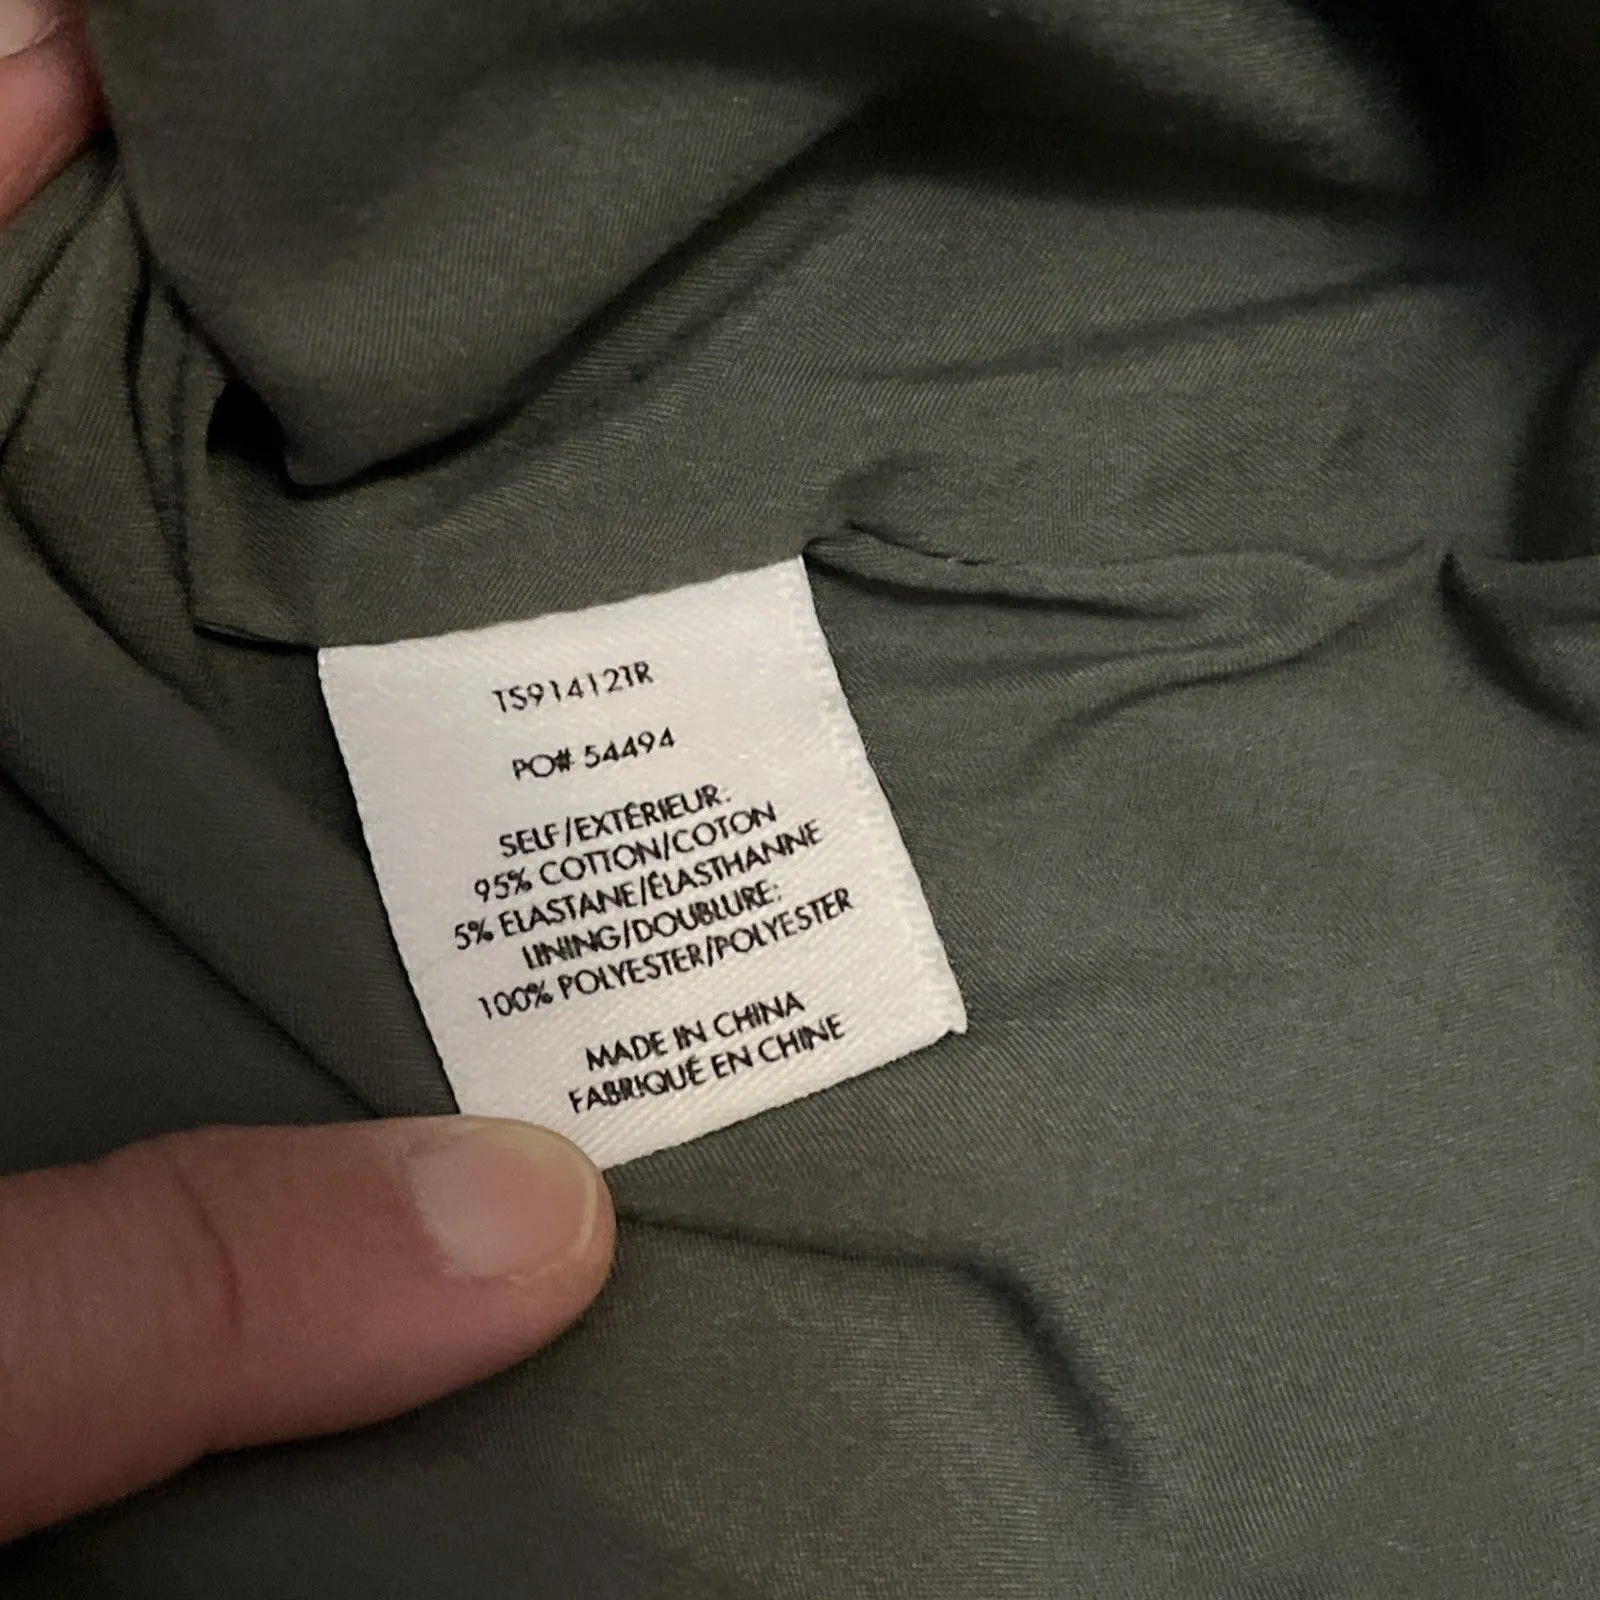 TS91412TR
PO# 54494
SELF/EXTÉRIEUR:
95% COTTON/COTON
5% ELASTANE/ÉLASTHANNE
LINING/DOUBLURE:
100% POLYESTER/POLYESTER
MADE IN CHINA
FABRIQUÉ EN CHINE